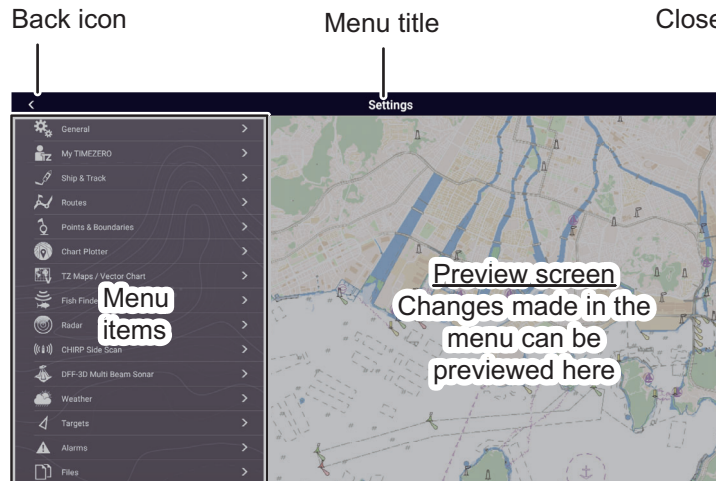 Back icon
Menu title
Close
Settings
General
My TIMEZERO
Ship & Track
Routes
Points & Boundaries
Chart Plotter
TZ Maps / Vector Chart
Fish Finde
Menu
items
Radar
CHIRP Side Scan
DFF-3D Multi Beam Sonar
Weather
Targets
Alarms
Files
Preview screen
Changes made in the
menu can be
previewed here